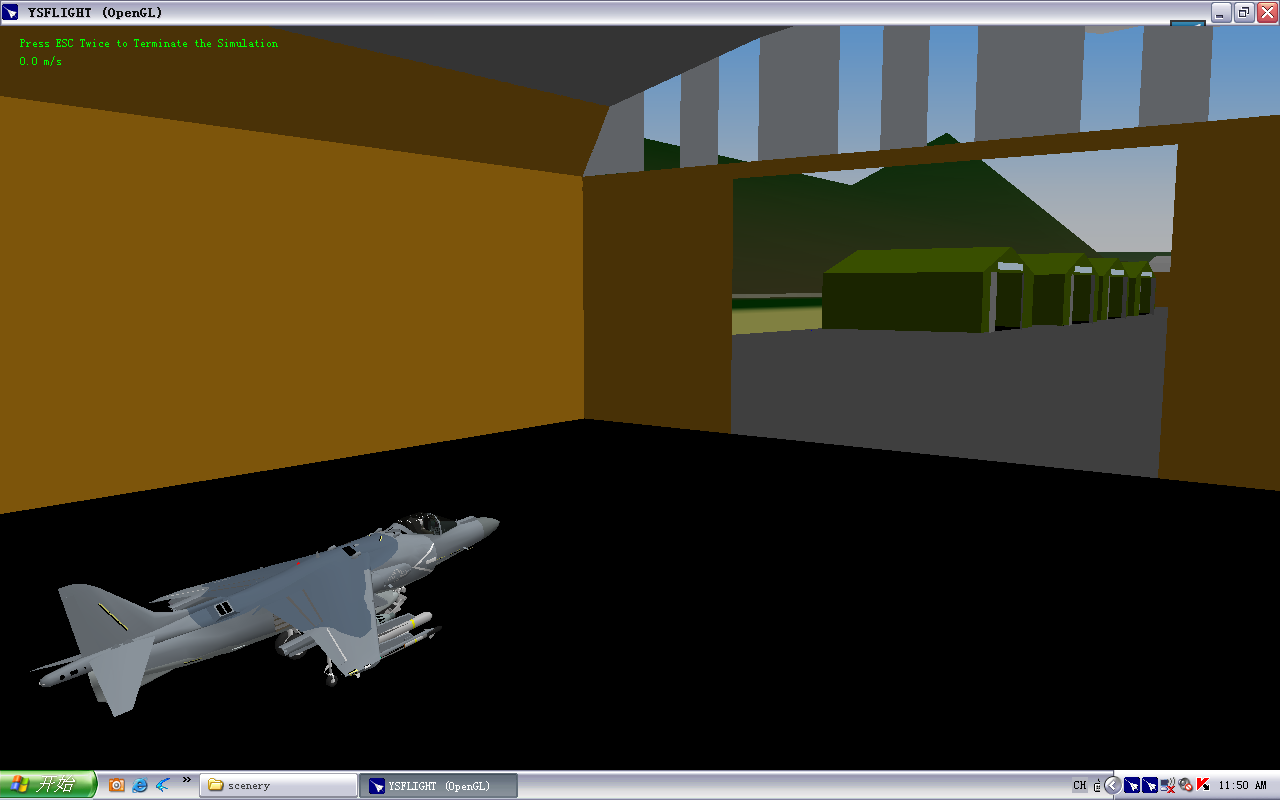 YSFLIGHT (OpenGL)
Press ESC Twice to Terminate the Simulation
0.0 m/s
开始
scenery
YSFLIGHT (OpenGL)
CH
11:50 AM